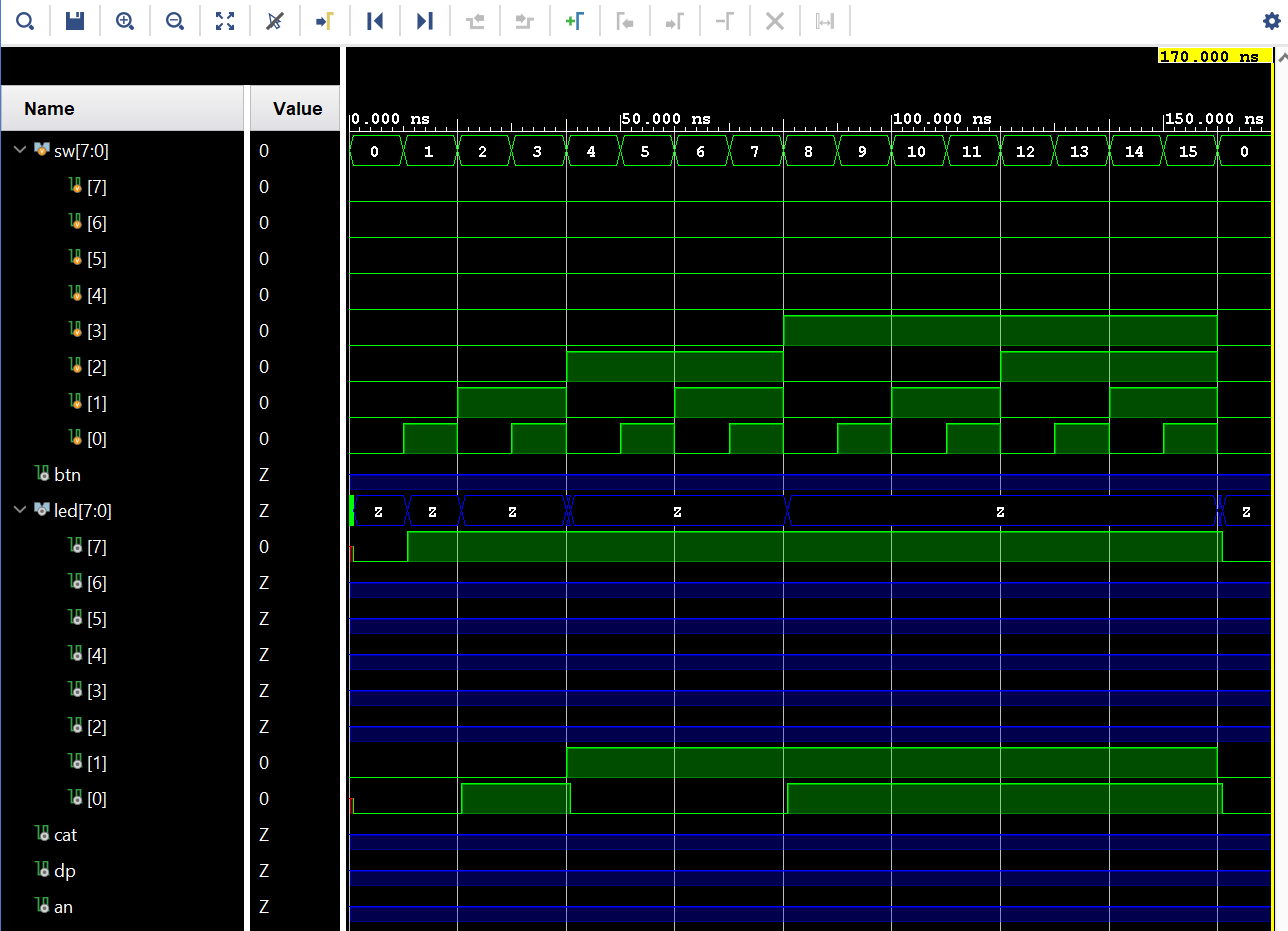 170.000 ns
Name Value
0.000 ns 50.000 ns 100.000 ns 150.000 ns
sw[7:0] 0 0 1 2 3 4 5 6 7 8 9 10 11 12 13 14 15 0
[7] 0
[6] 0
[5] 0
[4] 0
[3] 0
[2] 0
[1] 0
[0] 0
btn Z
led[7:0] Z Z Z Z Z Z Z
[7] 0
[6] Z
[5] Z
[4] Z
[3] Z
[2] Z
[1] 0
[0] 0
cat Z
dp Z
an Z